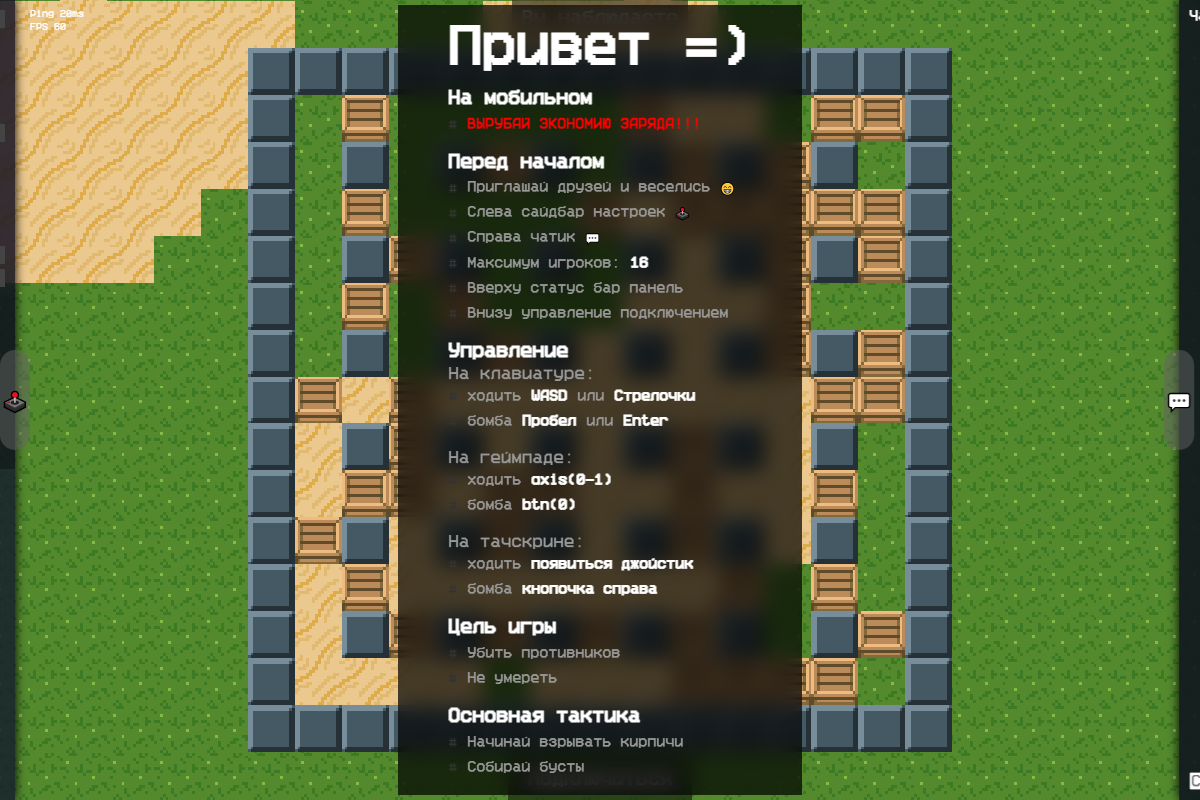 Ping 20ms
FPS 60
Привет =)
На мобильном
# ВЫРУБАЙ ЭКОНОМИЮ ЗАРЯДА!!!
Перед началом
# Приглашай друзей и веселись 😁
# Слева сайдбар настроек 🕹
# Справа чатик 💬
# Максимум игроков: 16
# Вверху статус бар панель
# Внизу управление подключением
Управление
На клавиатуре:
# ходить WASD или Стрелочки
# бомба Пробел или Enter
На геймпаде:
# ходить axis(0-1)
# бомба btn(0)
На тачскрине:
# ходить появиться джойстик
# бомба кнопочка справа
Цель игры
# Убить противников
# Не умереть
Основная тактика
# Начинай взрывать кирпичи
# Собирай бусты